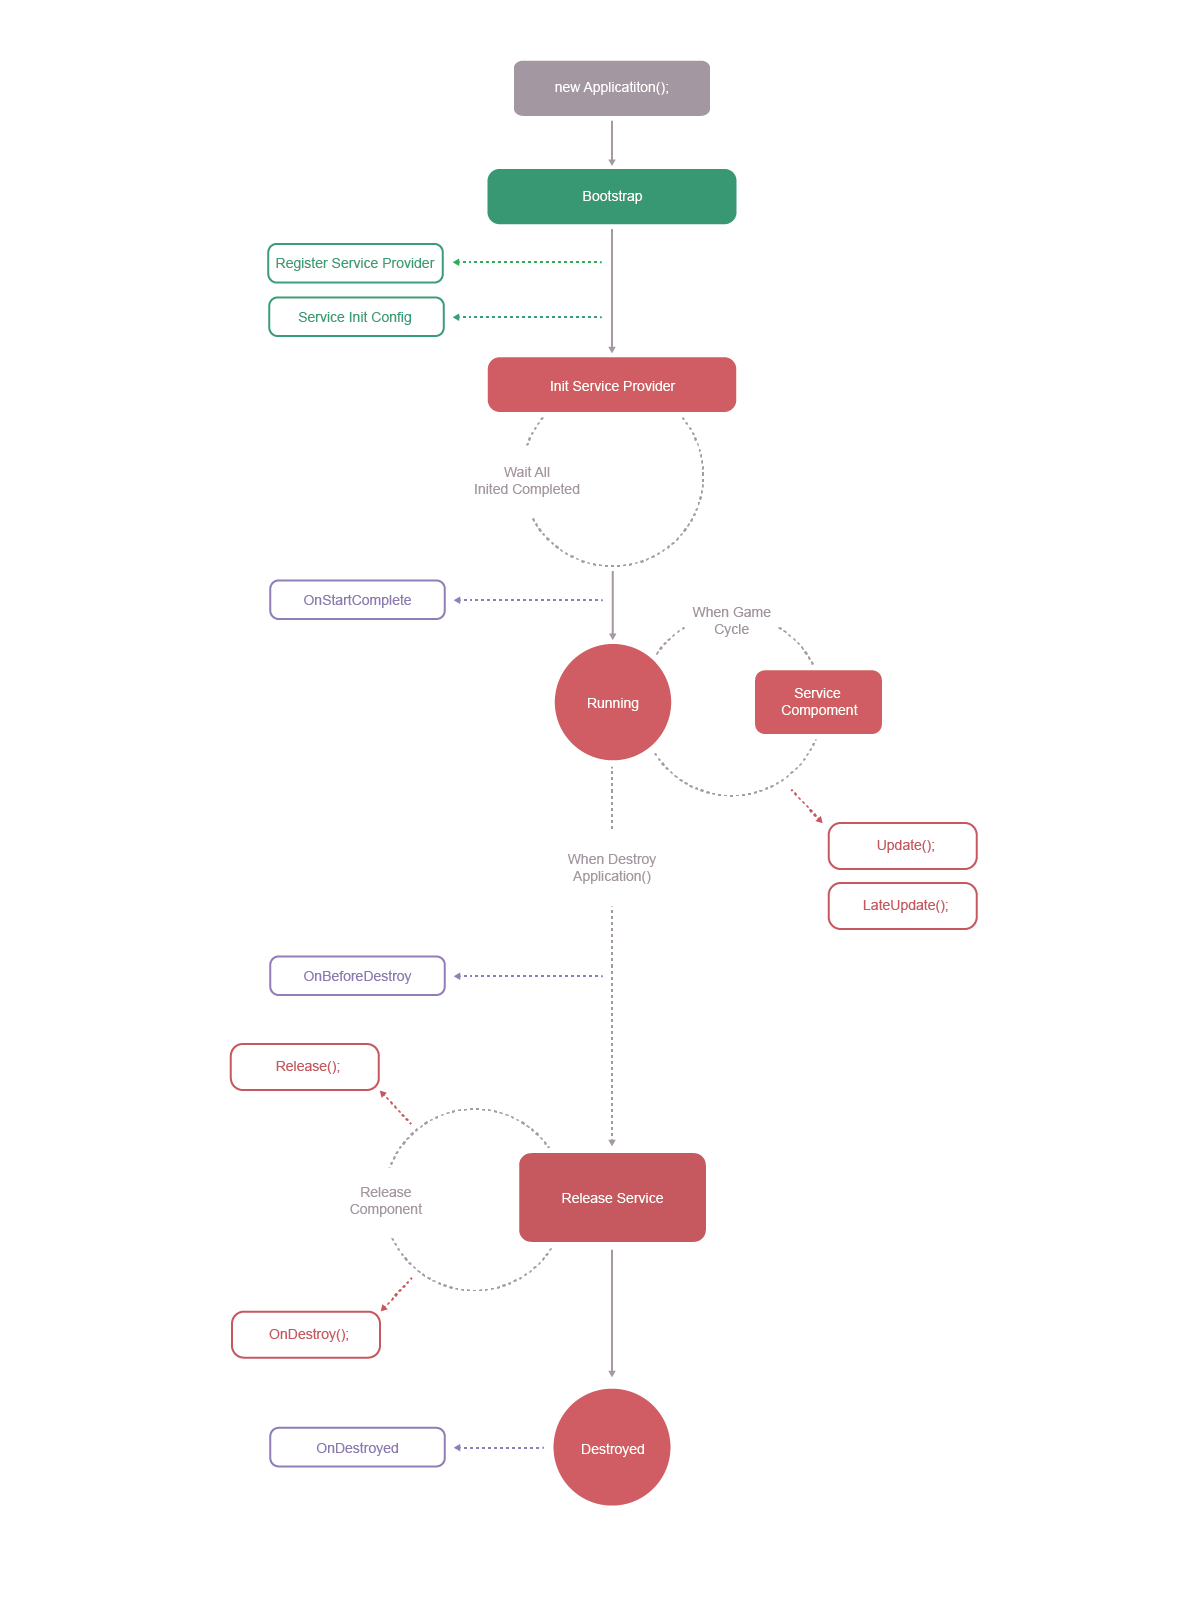 new Applicatiton();
Bootstrap
Register Service Provider
Service Init Config
Init Service Provider
Wait All
Inited Completed
OnStartComplete
When Game
Cycle
Running
Service
Compoment
Update();
LateUpdate();
When Destroy
Application()
OnBeforeDestroy
Release();
Release
Component
Release Service
OnDestroy();
OnDestroyed
Destroyed